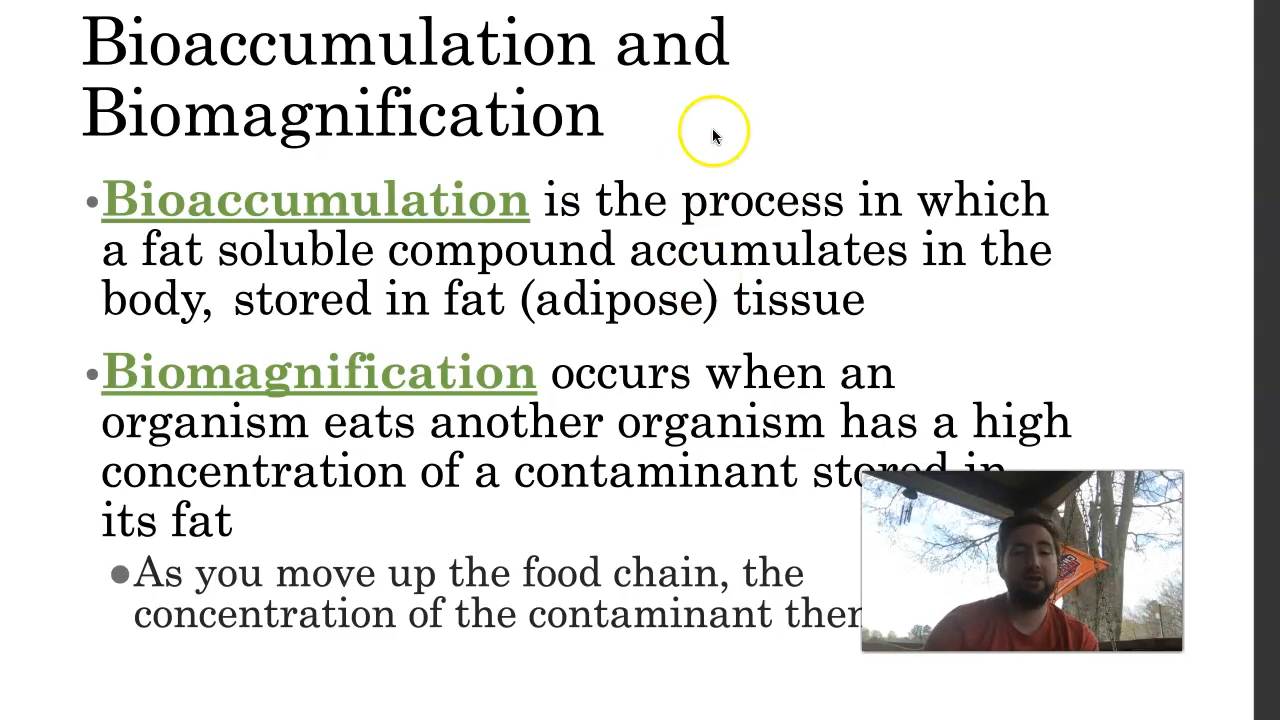 Bioaccumulation and
Biomagnification
•Bioaccumulation is the process in which
a fat soluble compound accumulates in the
body, stored in fat (adipose) tissue
•Biomagnification occurs when an
organism eats another organism has a high
concentration of a contaminant stored in
its fat
●As you move up the food chain, the
concentration of the contaminant